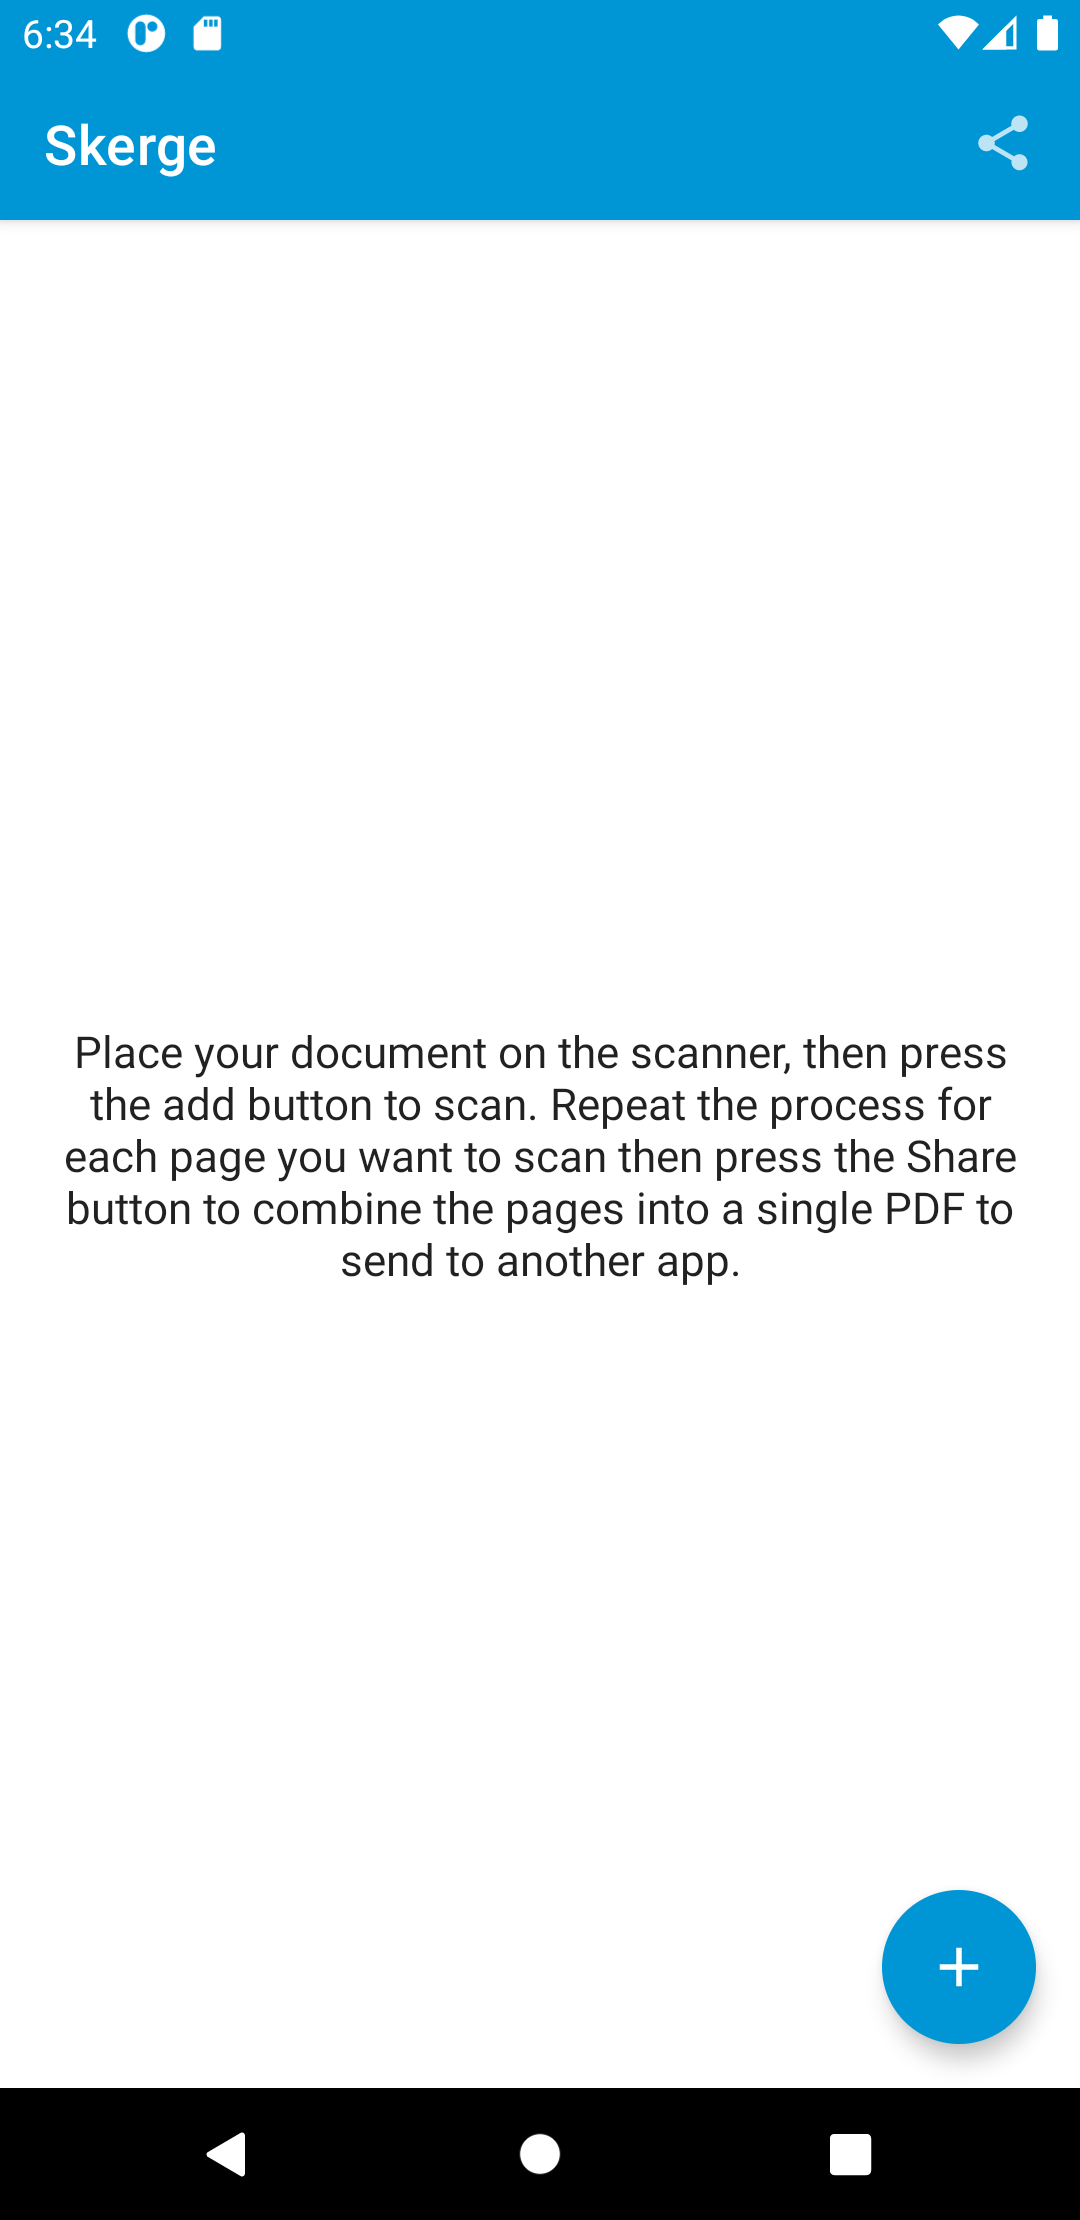 6:34
Skerge
Place your document on the scanner, then press
the add button to scan. Repeat the process for
each page you want to scan then press the Share
button to combine the pages into a single PDF to
send to another app.